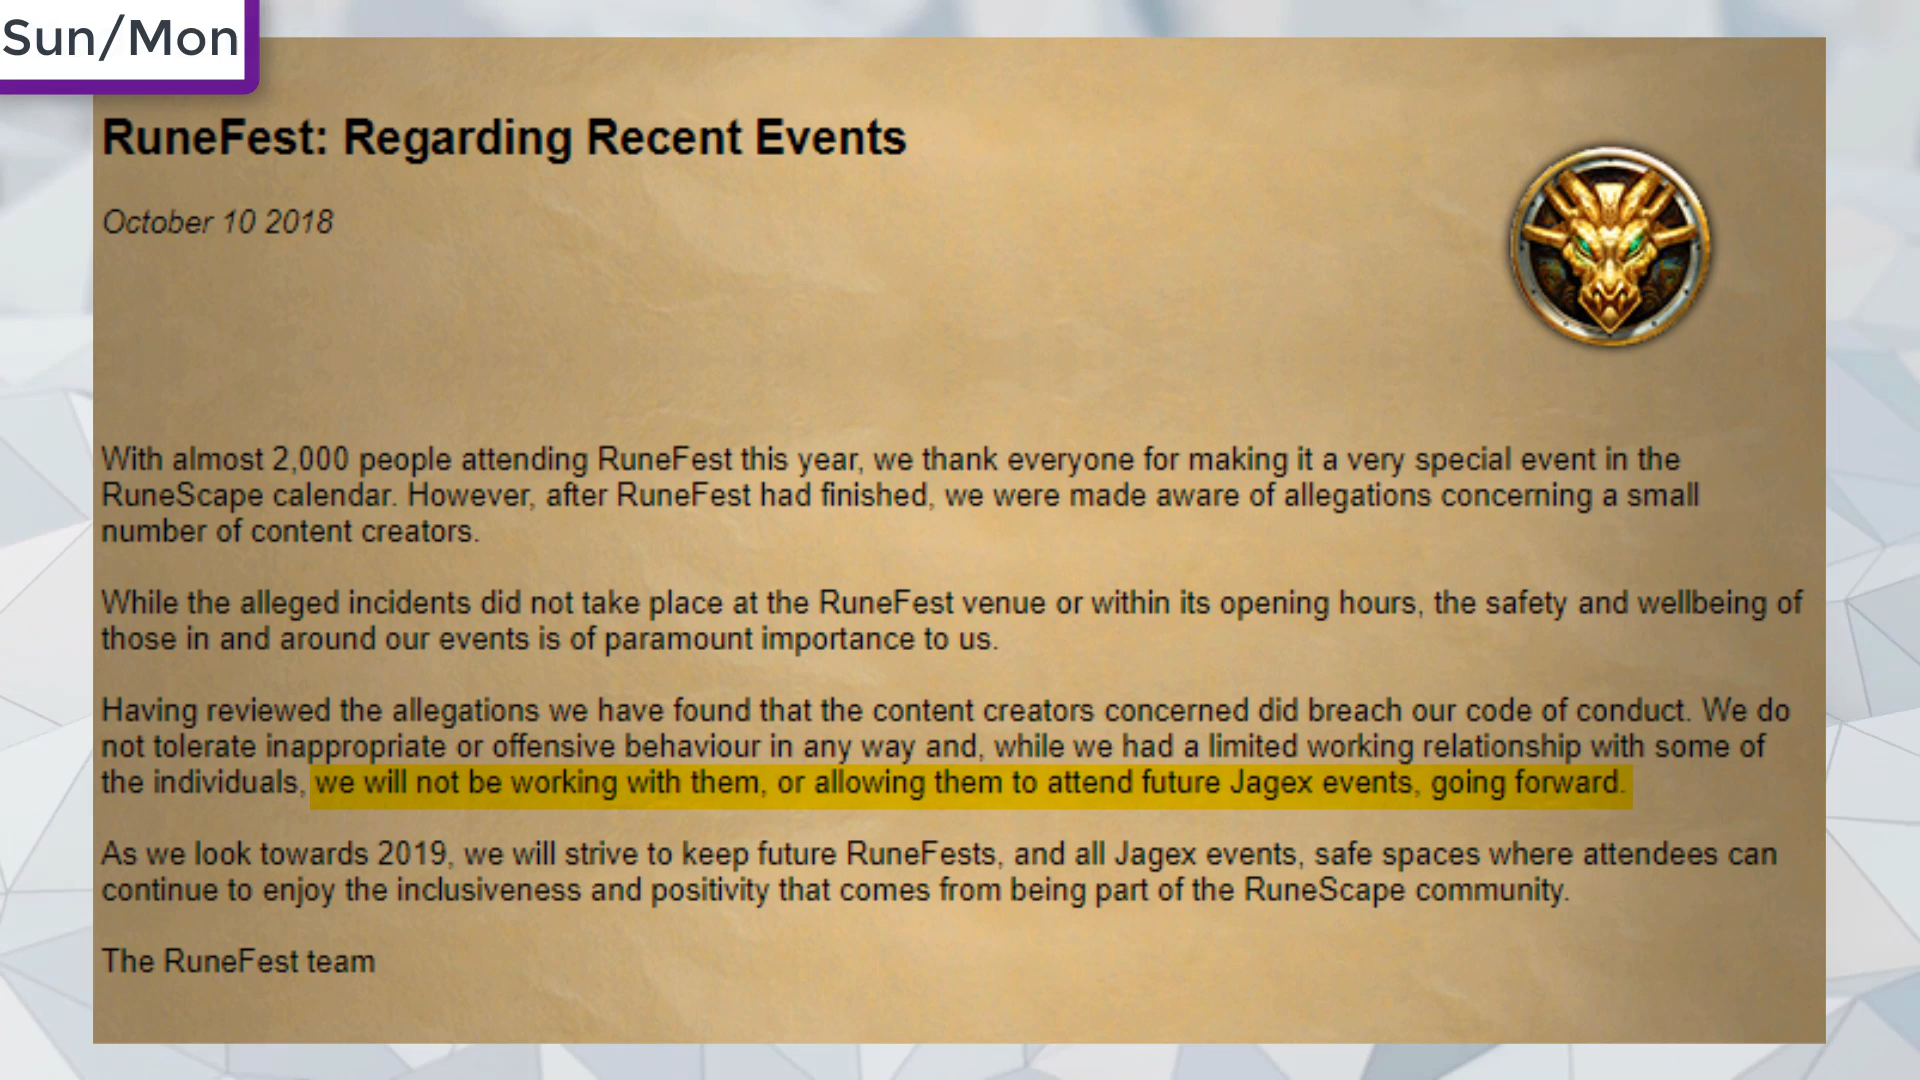 Sun/Mon
RuneFest: Regarding Recent Events
October 10 2018
With almost 2,000 people attending RuneFest this year, we thank everyone for making it a very special event in the
RuneScape calendar. However, after RuneFest had finished, we were made aware of allegations concerning a small
number of content creators.
While the alleged incidents did not take place at the RuneFest venue or within its opening hours, the safety and wellbeing of
those in and around our events is of paramount importance to us.
Having reviewed the allegations we have found that the content creators concerned did breach our code of conduct. We do
not tolerate inappropriate or offensive behaviour in any way and, while we had a limited working relationship with some of
the individuals, we will not be working with them, or allowing them to attend future Jagex events, going forward.
As we look towards 2019, we will strive to keep future RuneFests, and all Jagex events, safe spaces where attendees can
continue to enjoy the inclusiveness and positivity that comes from being part of the RuneScape community.
The RuneFest team